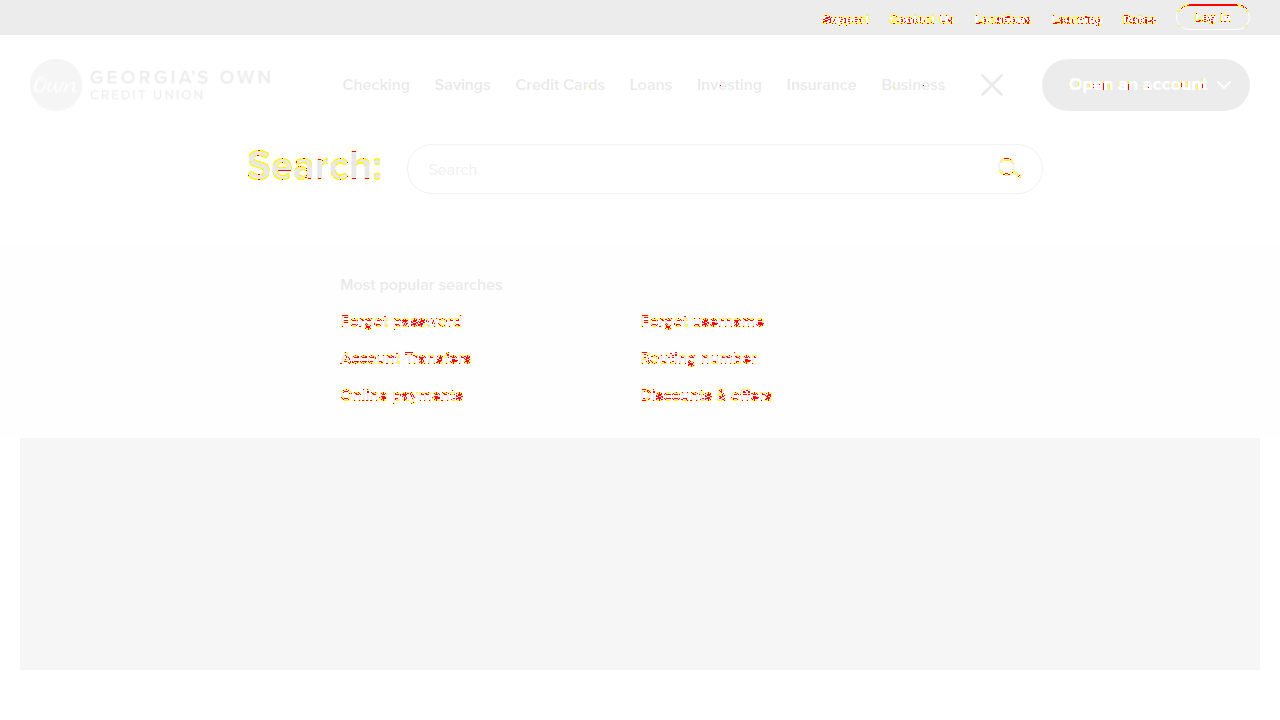 Support Contact Us Locations Learning Rates Log In
Own GEORGIA'S OWN
CREDIT UNION
Checking Savings Credit Cards Loans Investing Insurance Business Open an account
Search: Search
Most popular searches
Forgot password Forgot username
Account Transfers Routing number
Online payments Discounts & offers